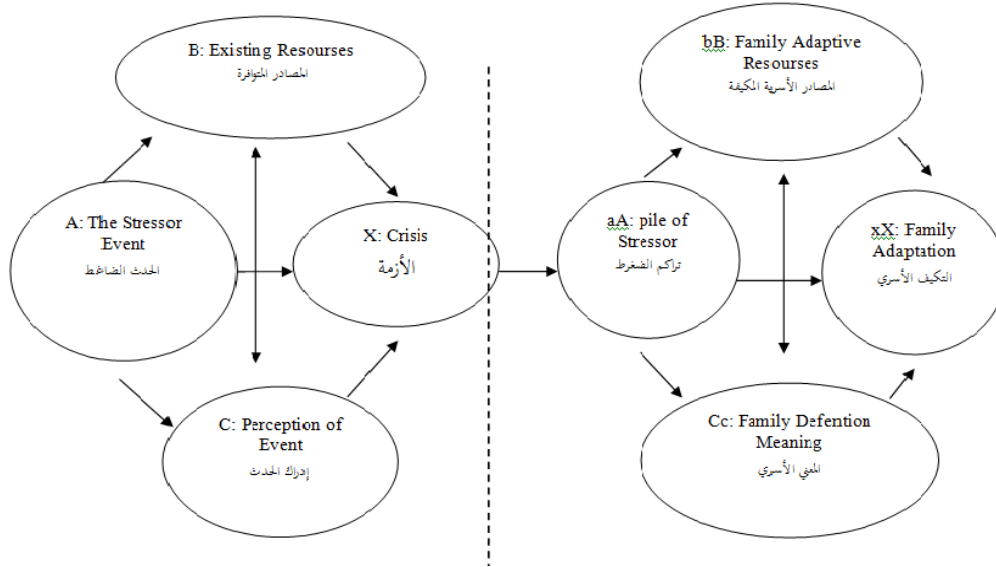 B: Existing Resourses
المصادر المتوافرة
A: The Stressor
Event
الحدث الضاغط
X: Crisis
الأزمة
C: Perception of
Event
إدراك الحدث
bB: Family Adaptive
Resourses
المصادر الأسرية المكيفة
aA: pile of
Stressor
تراكم الضغرط
xX: Family
Adaptation
التكيف الأسري
Cc: Family Defention
Meaning
المعني الأسري